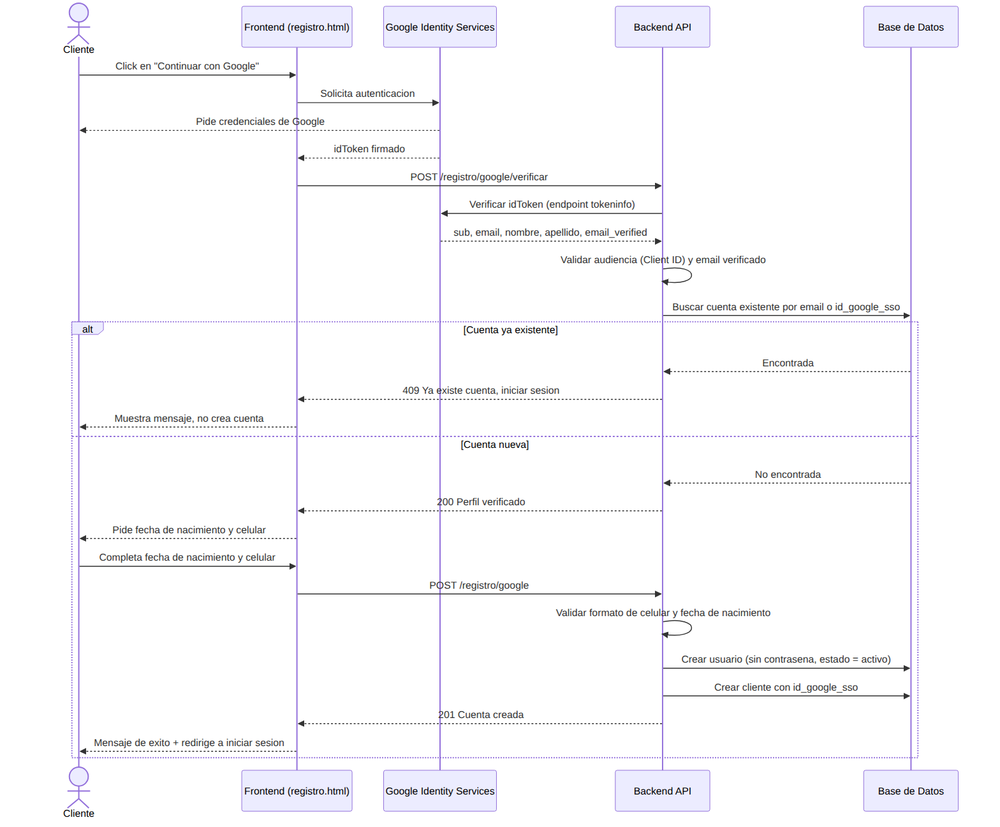 Cliente
Frontend (registro.html)
Google Identity Services
Backend API
Base de Datos
Click en "Continuar con Google"
Solicita autenticacion
Pide credenciales de Google
idToken firmado
POST /registro/google/verificar
Verificar idToken (endpoint tokeninfo)
sub, email, nombre, apellido, email_verified
Validar audiencia (Client ID) y email verificado
Buscar cuenta existente por email o id_google_sso
alt
[Cuenta ya existente]
Encontrada
409 Ya existe cuenta, iniciar sesion
Muestra mensaje, no crea cuenta
[Cuenta nueva]
No encontrada
200 Perfil verificado
Pide fecha de nacimiento y celular
Completa fecha de nacimiento y celular
POST /registro/google
Validar formato de celular y fecha de nacimiento
Crear usuario (sin contrasena, estado = activo)
Crear cliente con id_google_sso
201 Cuenta creada
Mensaje de exito + redirige a iniciar sesion
Cliente
Frontend (registro.html)
Google Identity Services
Backend API
Base de Datos